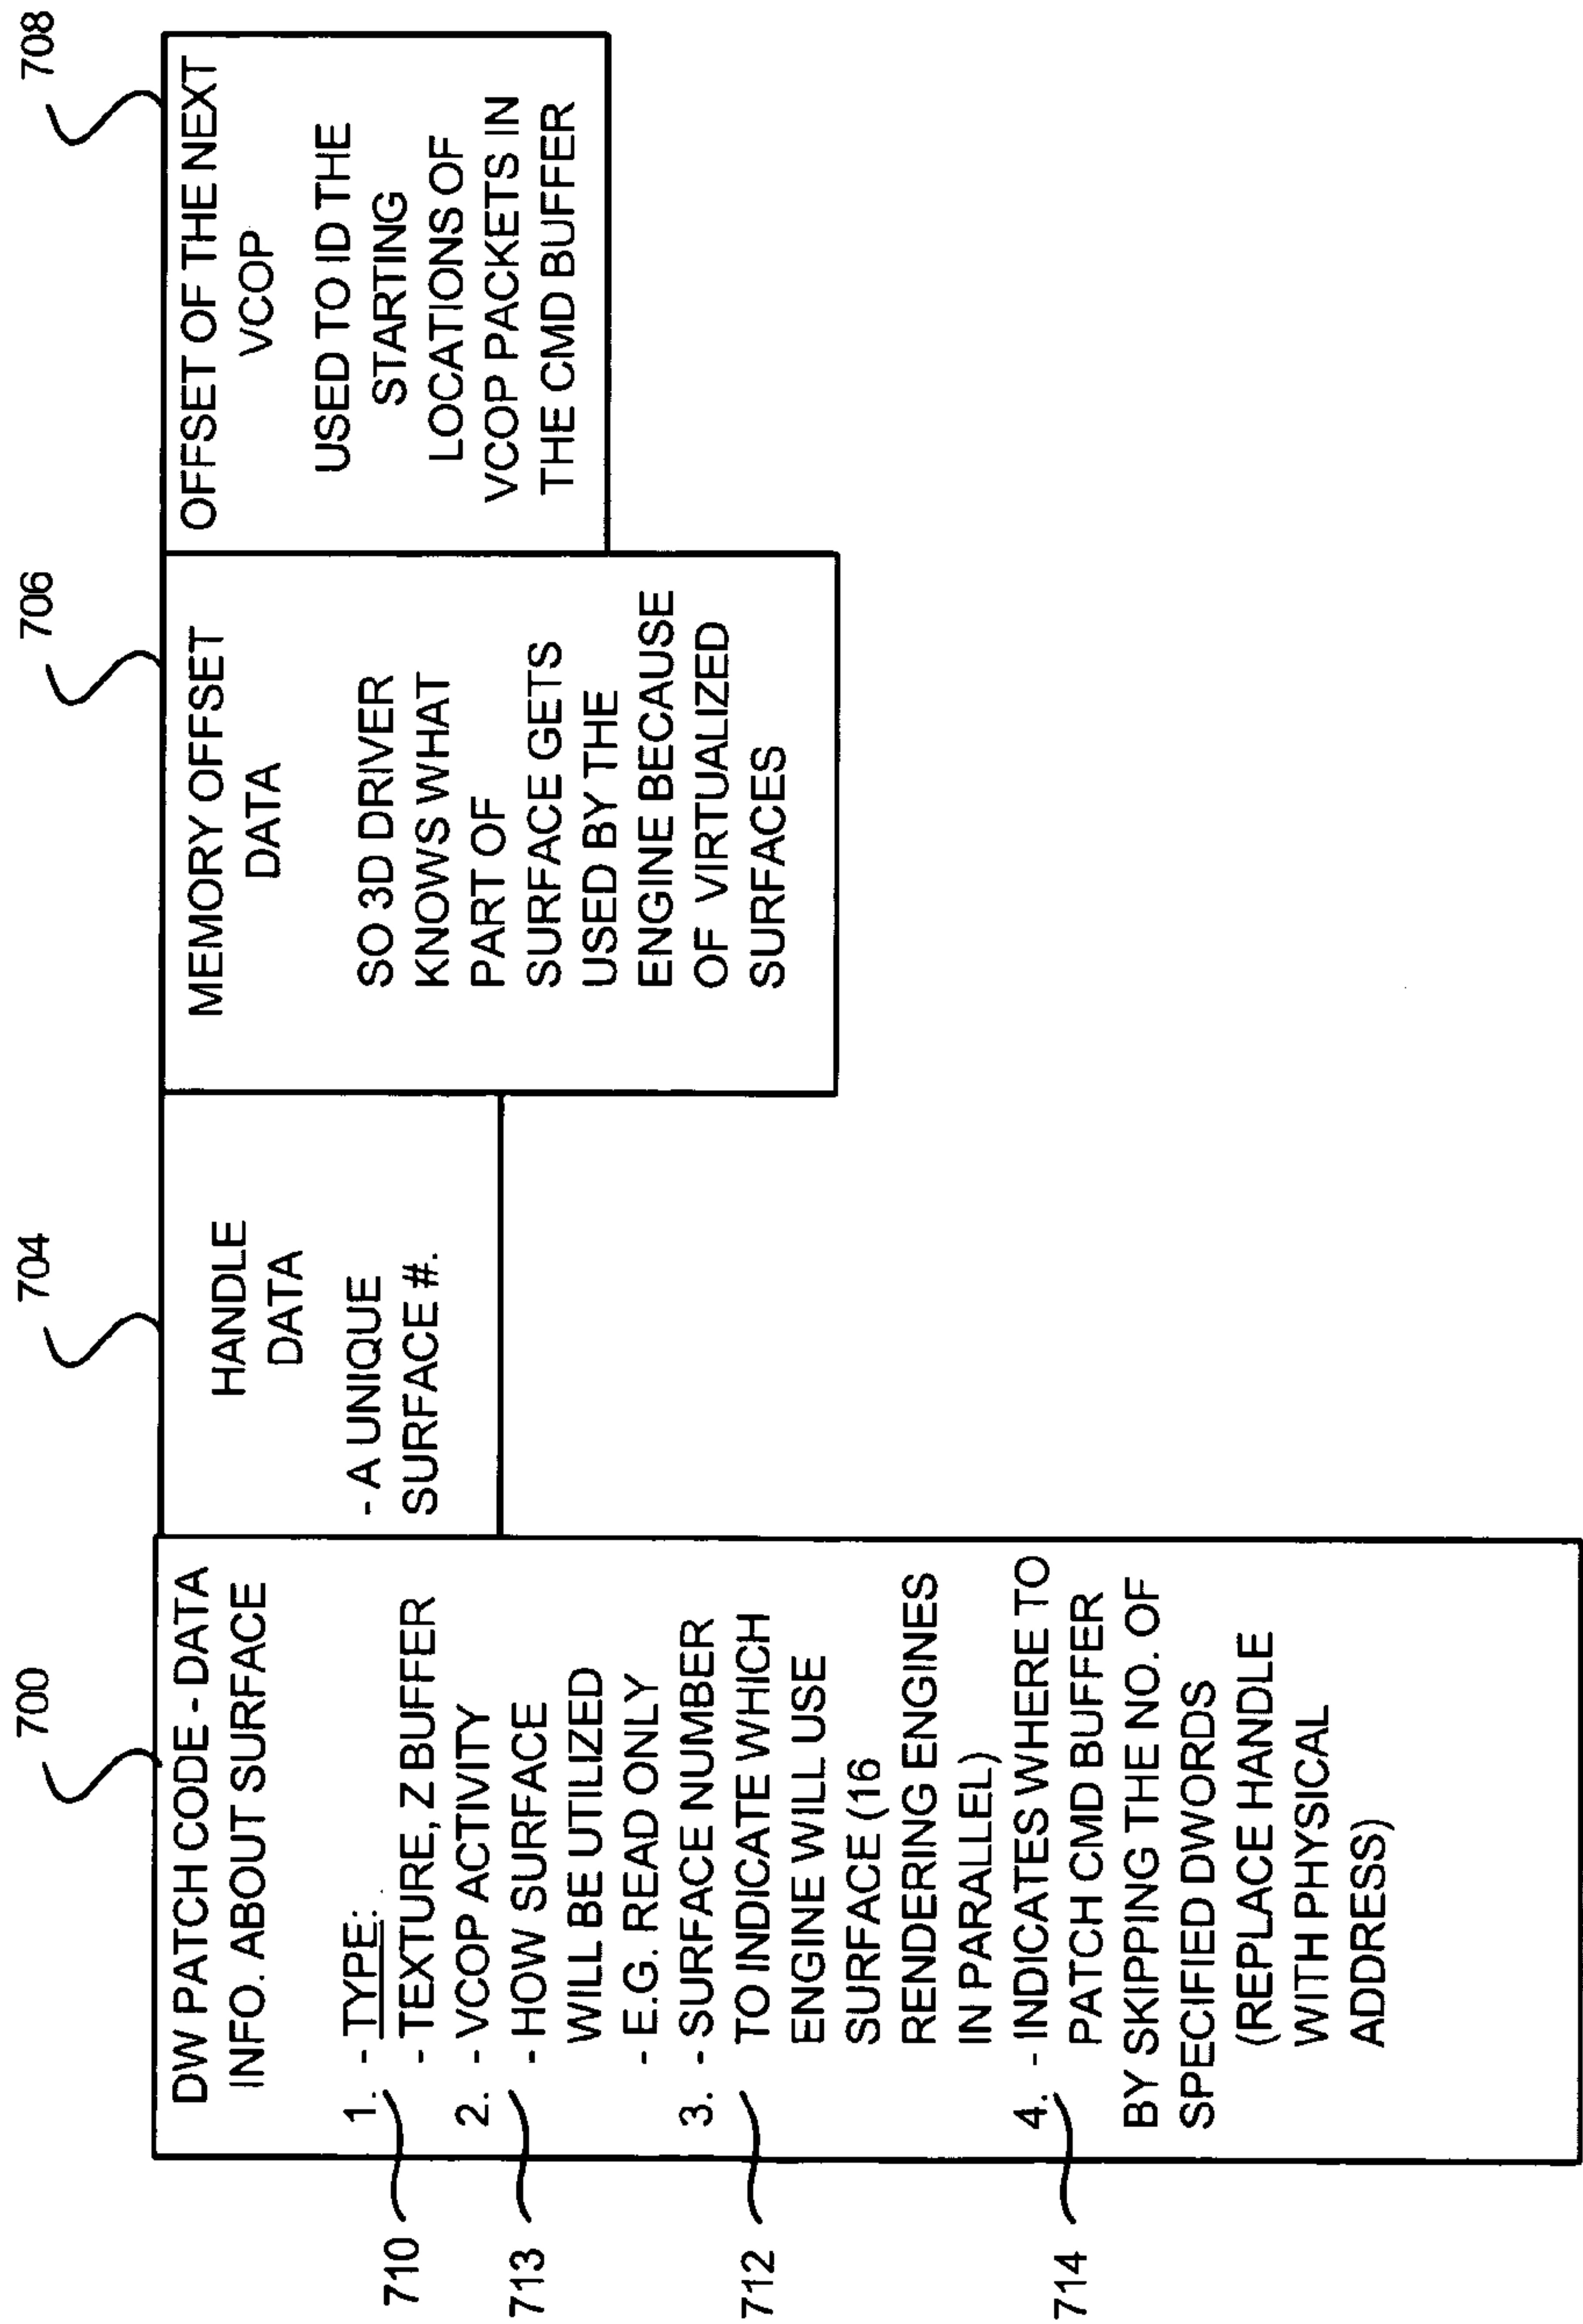 700
DW PATCH CODE - DATA
INFO. ABOUT SURFACE
710
1. - TYPE:
- TEXTURE, Z BUFFER
713
2. - VCOP ACTIVITY
- HOW SURFACE
WILL BE UTILIZED
- E.G. READ ONLY
712
3. - SURFACE NUMBER
TO INDICATE WHICH
ENGINE WILL USE
SURFACE (16
RENDERING ENGINES
IN PARALLEL)
714
4. - INDICATES WHERE TO
PATCH CMD BUFFER
BY SKIPPING THE NO. OF
SPECIFIED DWORDS
(REPLACE HANDLE
WITH PHYSICAL
ADDRESS)
704
HANDLE
DATA
- A UNIQUE
SURFACE #.
706
MEMORY OFFSET
DATA
SO 3D DRIVER
KNOWS WHAT
PART OF
SURFACE GETS
USED BY THE
ENGINE BECAUSE
OF VIRTUALIZED
SURFACES
708
OFFSET OF THE NEXT
VCOP
USED TO ID THE
STARTING
LOCATIONS OF
VCOP PACKETS IN
THE CMD BUFFER